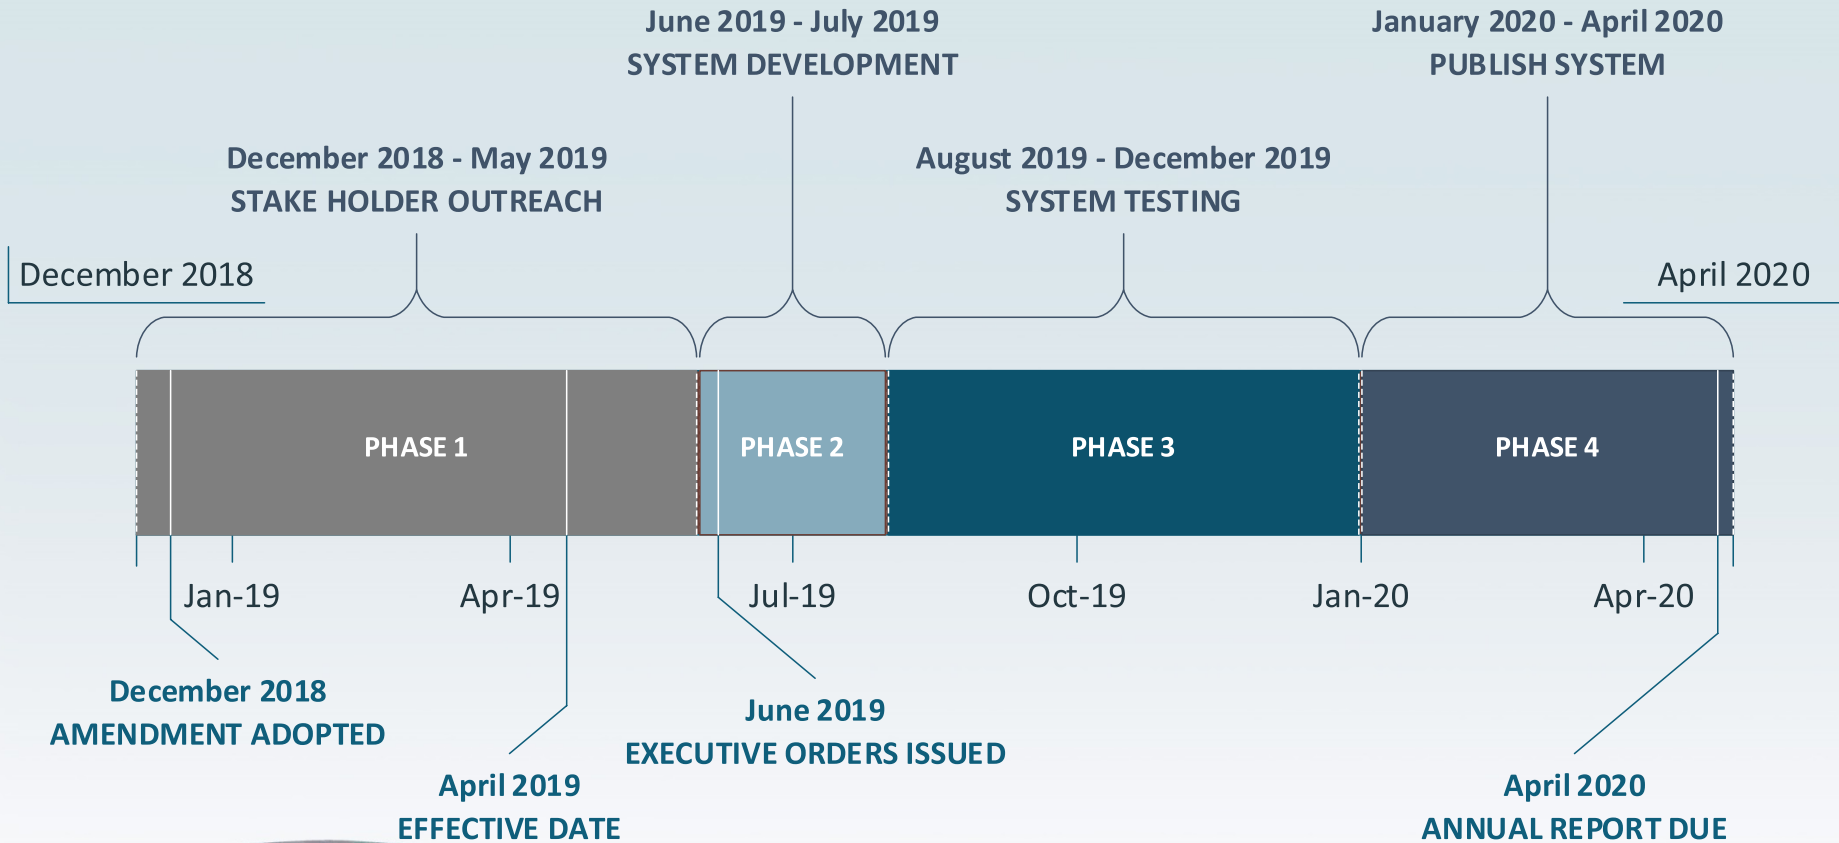 June 2019 - July 2019
SYSTEM DEVELOPMENT
January 2020 - April 2020
PUBLISH SYSTEM
December 2018 - May 2019
STAKE HOLDER OUTREACH
August 2019 - December 2019
SYSTEM TESTING
December 2018
April 2020
PHASE 1
PHASE 2
PHASE 3
PHASE 4
Jan-19
Apr-19
Jul-19
Oct-19
Jan-20
Apr-20
December 2018
AMENDMENT ADOPTED
June 2019
EXECUTIVE ORDERS ISSUED
April 2019
EFFECTIVE DATE
April 2020
ANNUAL REPORT DUE